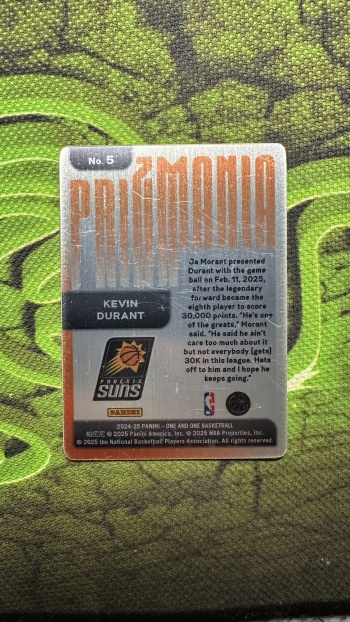 No. 5
PRIZMANIA
Ja Morant presented
Durant with the game
ball on Feb. 11, 2025,
after the legendary
forward became the
eighth player to score
30,000 points. "He's one
of the greats," Morant
said. "He said he ain't
care too much about it
but not everybody [gets]
30K in this league. Hats
off to him and I hope he
keeps going."
KEVIN
DURANT
PHOENIX
SUNS
PANINI
2024-25 PANINI – ONE AND ONE BASKETBALL
© 2025 Panini America, Inc. © 2025 NBA Properties, Inc.
© 2025 the National Basketball Players Association. All rights reserved.